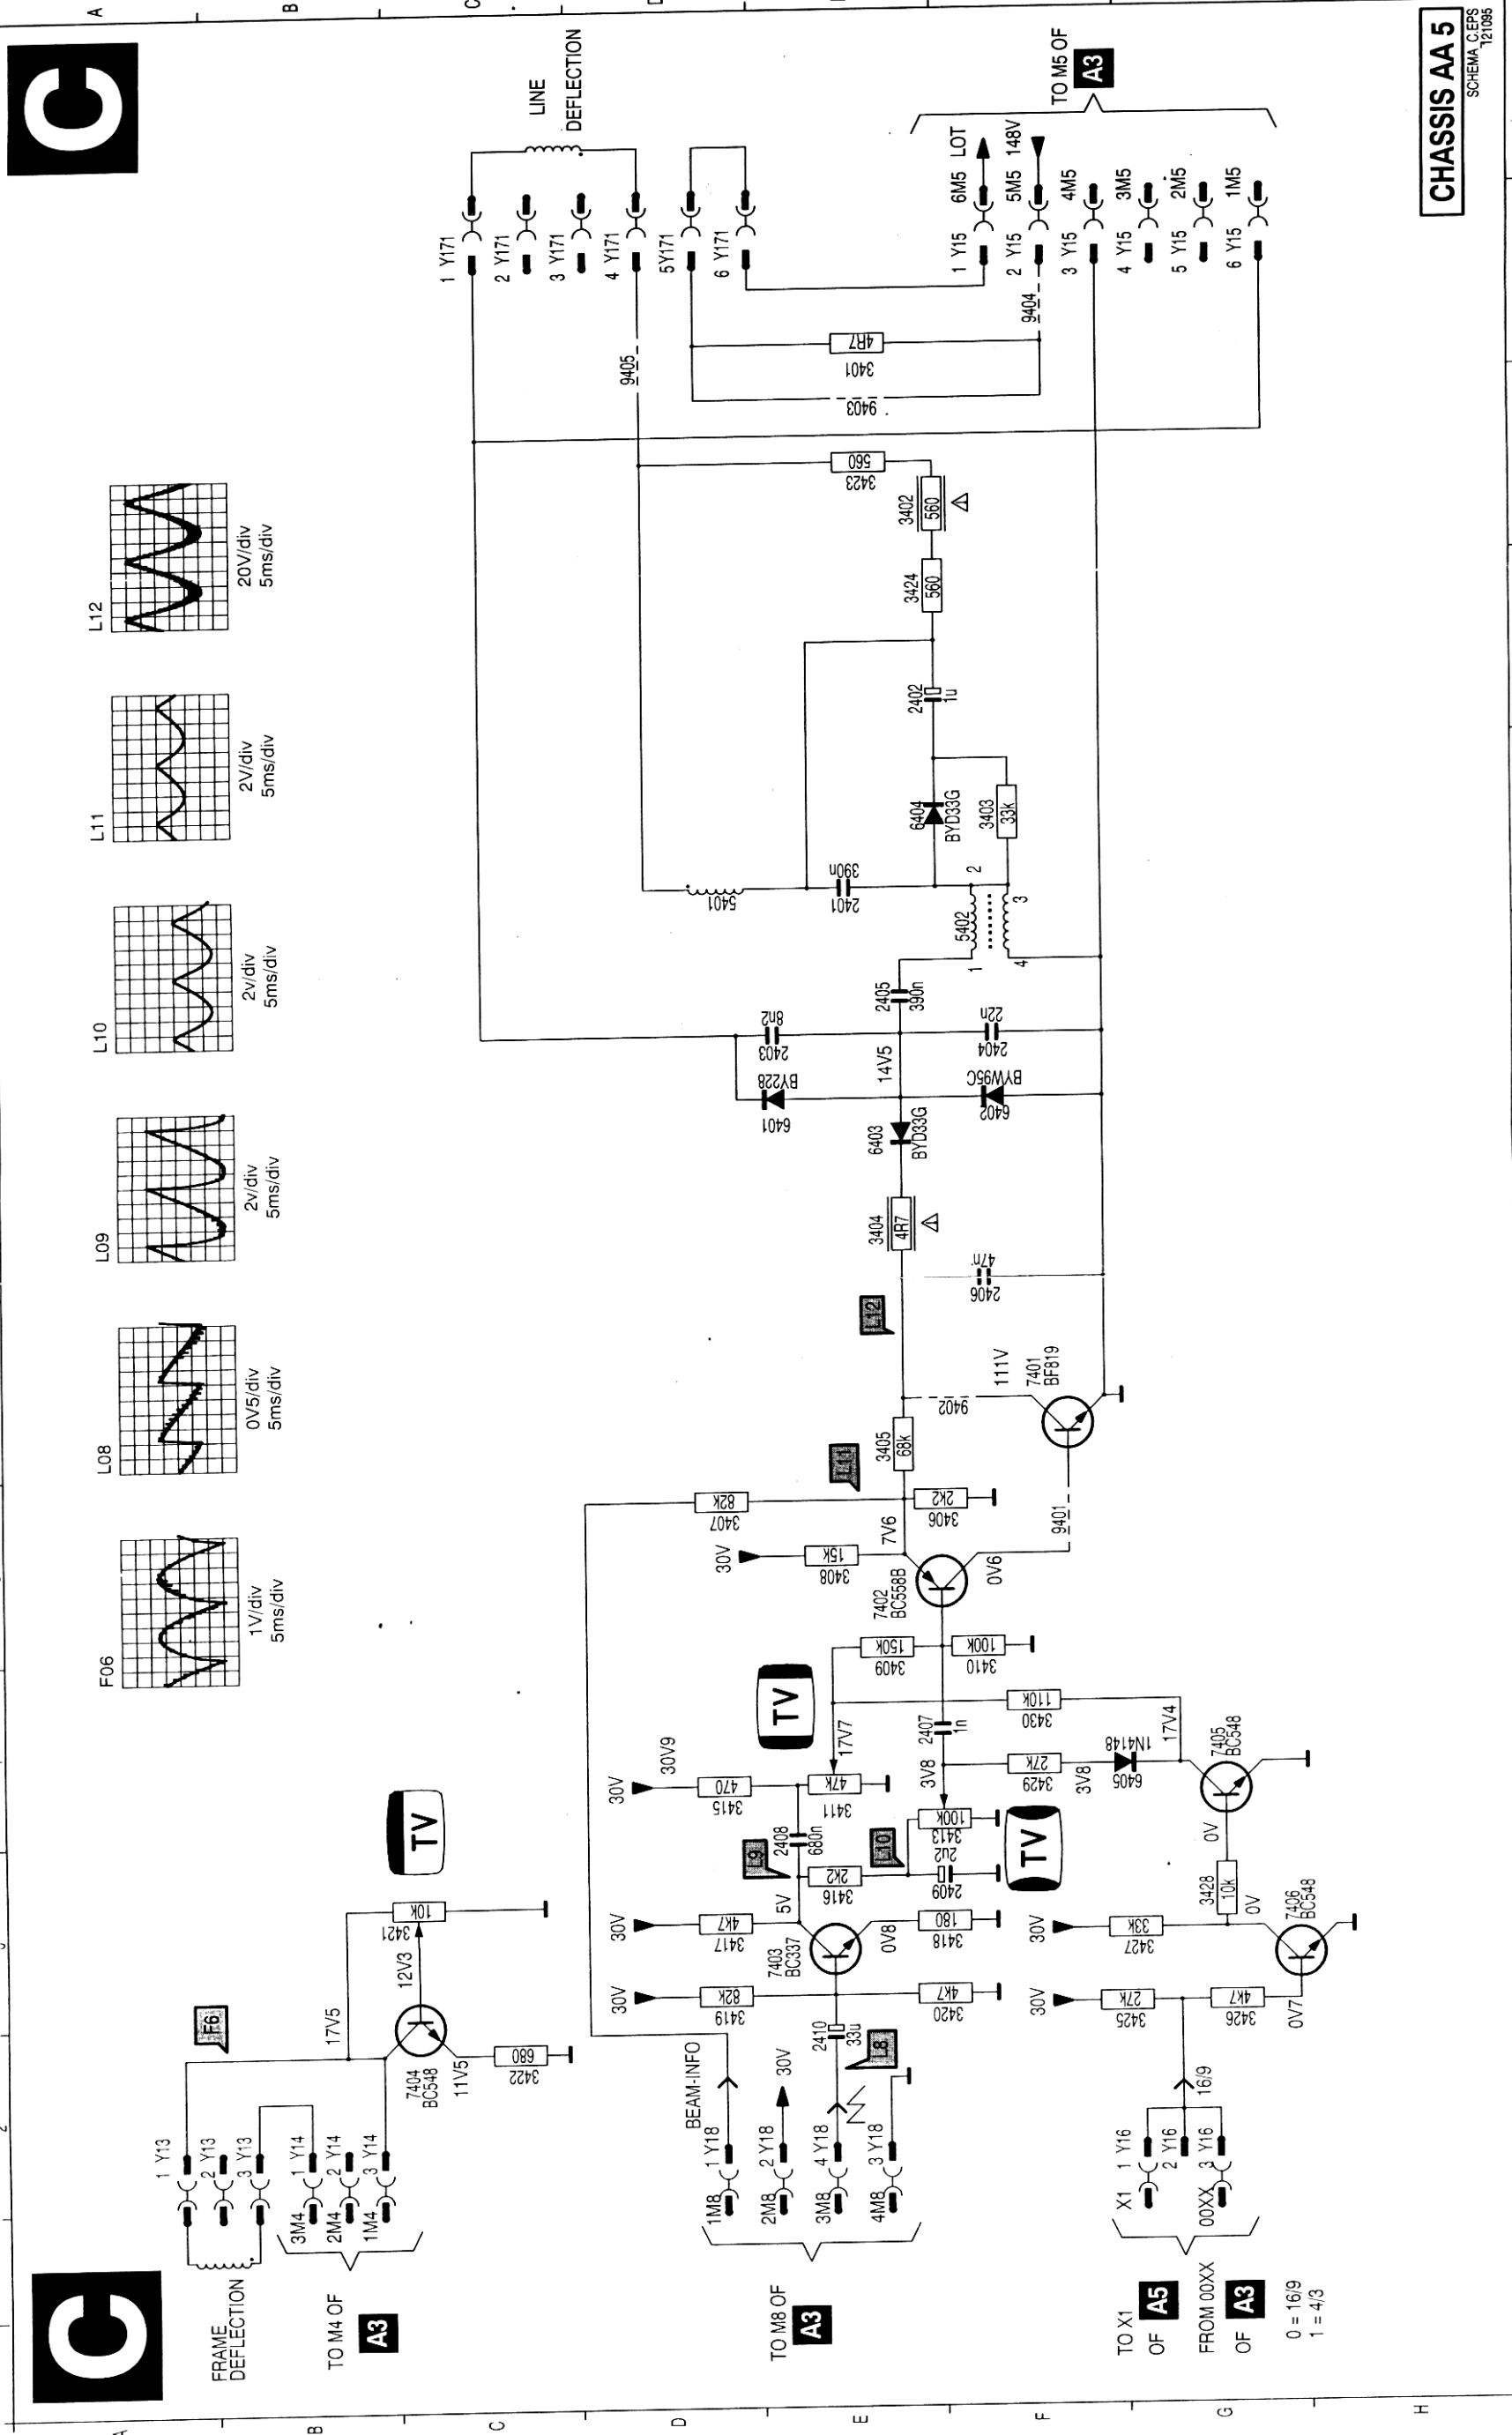 A
B
C
D
C
CHASSIS AA 5
SCHEMA_C.EPS
121095
F06
1V/div
5ms/div
L08
0V5/div
5ms/div
L09
2v/div
5ms/div
L10
2v/div
5ms/div
L11
2V/div
5ms/div
L12
20V/div
5ms/div
LINE
DEFLECTION
1 Y171
2 Y171
3 Y171
4 Y171
5Y171
6 Y171
TO M5 OF
A3
1 Y15 6M5 LOT
2 Y15 5M5 148V
3 Y15 4M5
4 Y15 3M5
5 Y15 2M5
6 Y15 1M5
9405
9404
9403
3401
4R7
3423
560
3402
560
3424
560
2402
1u
6404
BYD33G
3403
33k
5401
2401
390n
5402
1
2
3
4
2405
390n
2403
8n2
2404
22n
14V5
6401
BY228
6402
BYW95C
6403
BYD33G
3404
4R7
2406
47n
L12
111V
7401
BF819
9402
3405
68k
L11
3407
82k
3406
2k2
9401
7V6
30V
3408
15k
7402
BC558B
0V6
3409
150k
3410
100k
TV
17V7
2407
1n
3430
110k
17V4
30V
30V9
3415
470
3411
47k
3V8
3429
27k
3V8
6405
1N4148
7405
BC548
0V
2408
680n
L9
L10
3413
100k
TV
3416
2k2
2409
2u2
5V
30V
3417
4k7
7403
BC337
0V8
3418
180
30V
3419
82k
3420
4k7
2410
33u
L8
30V
3427
33k
3428
10k
0V
7406
BC548
30V
3425
27k
3426
4k7
0V7
TV
3421
10k
12V3
17V5
F6
7404
BC548
11V5
3422
680
1 Y13
2 Y13
3 Y13
3M4 1 Y14
2M4 2 Y14
1M4 3 Y14
BEAM-INFO
1M8 1 Y18
2M8 2 Y18 30V
3M8 4 Y18
4M8 3 Y18
X1 1 Y16
2 Y16 16/9
00XX 3 Y16
C
FRAME
DEFLECTION
TO M4 OF
A3
TO M8 OF
A3
TO X1
OF A5
FROM 00XX
OF A3
0 = 16/9
1 = 4/3
2
A
B
C
D
E
F
G
H